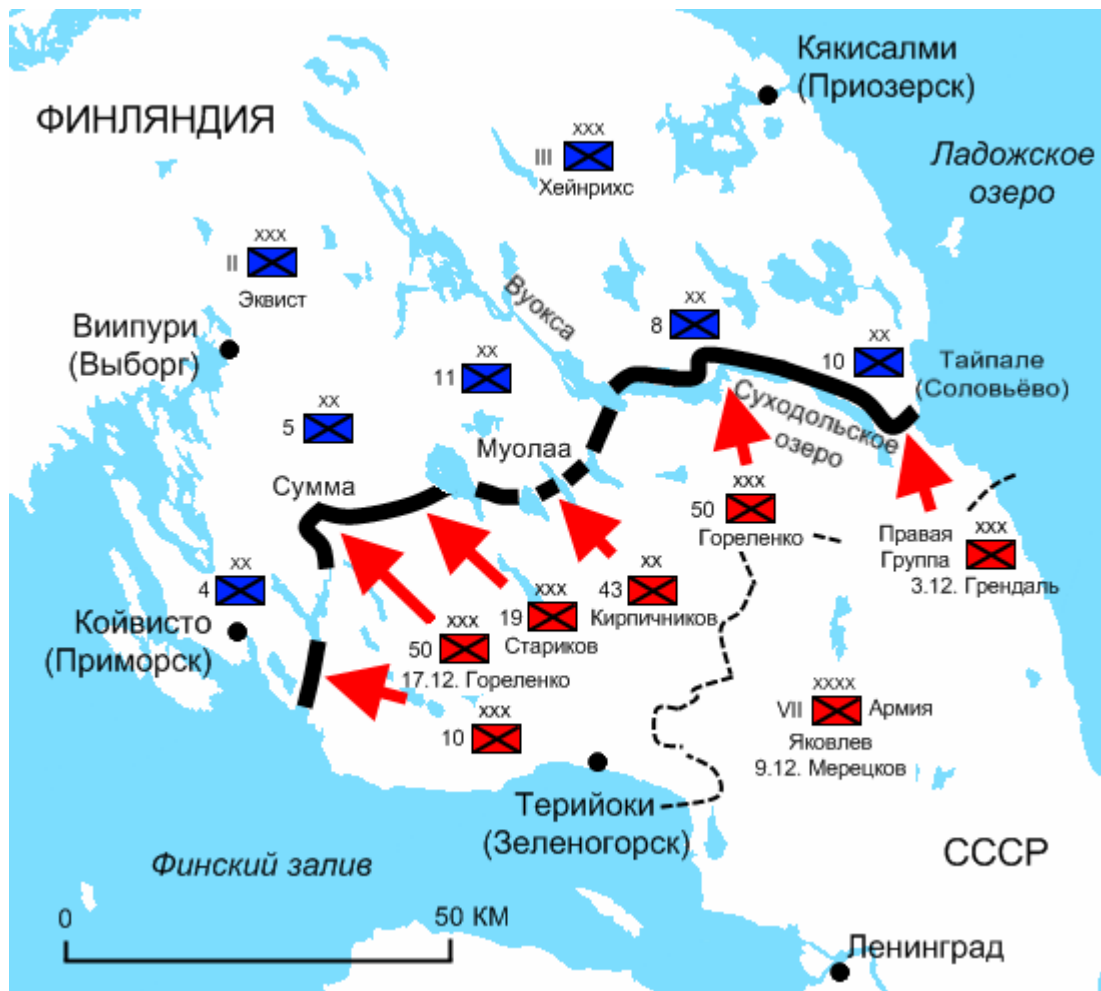 Кякисалми
(Приозерск)
ФИНЛЯНДИЯ
XXX
III
Хейнрихс
Ладожское
озеро
XXX
II
Эквист
Вуокса
XX
8
Виипури
(Выборг)
XX
11
XX
10
Тайпале
(Соловьёво)
XX
5
Суходольское
озеро
Муолаа
Сумма
XXX
50
Гореленко
Правая
Группа
XXX
3.12. Грендаль
XX
4
XX
43
Кирпичников
XXX
19
Стариков
Койвисто
(Приморск)
XXX
50
17.12. Гореленко
XXX
10
XXXX
VII
Армия
Яковлев
9.12. Мерецков
Терийоки
(Зеленогорск)
Финский залив
СССР
0
50 КМ
Ленинград